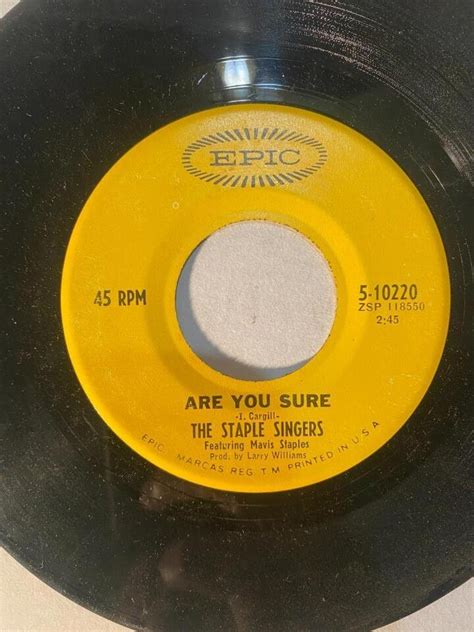 EPIC
45 RPM
5-10220
ZSP 118550
2:45
ARE YOU SURE
-I. Cargill-
THE STAPLE SINGERS
Featuring Mavis Staples
Prod. by Larry Williams
EPIC, MARCAS REG. T.M. PRINTED IN U.S.A